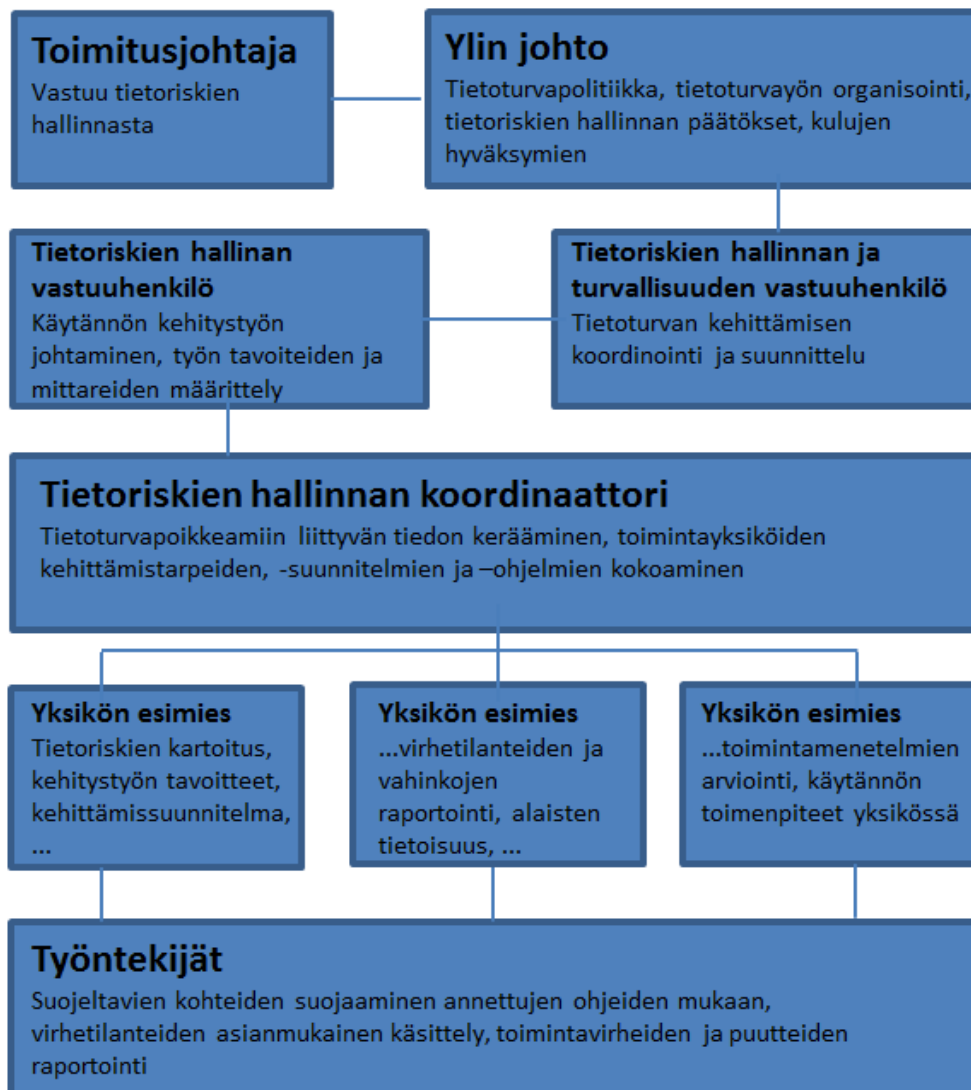 Toimitusjohtaja
Vastuu tietoriskien
hallinnasta
Ylin johto
Tietoturvapolitiikka, tietoturvayön organisointi,
tietoriskien hallinnan päätökset, kulujen
hyväksymien
Tietoriskien hallinan
vastuuhenkilö
Käytännön kehitystyön
johtaminen, työn tavoiteiden ja
mittareiden määrittely
Tietoriskien hallinnan ja
turvallisuuden vastuuhenkilö
Tietoturvan kehittämisen
koordinointi ja suunnittelu
Tietoriskien hallinnan koordinaattori
Tietoturvapoikkeamiin liittyvän tiedon kerääminen, toimintayksiköiden
kehittämistarpeiden, -suunnitelmien ja –ohjelmien kokoaminen
Yksikön esimies
Tietoriskien kartoitus,
kehitystyön tavoitteet,
kehittämissuunnitelma,
...
Yksikön esimies
...virhetilanteiden ja
vahinkojen
raportointi, alaisten
tietoisuus, ...
Yksikön esimies
...toimintamenetelmien
arviointi, käytännön
toimenpiteet yksikössä
Työntekijät
Suojeltavien kohteiden suojaaminen annettujen ohjeiden mukaan,
virhetilanteiden asianmukainen käsittely, toimintavirheiden ja puutteiden
raportointi